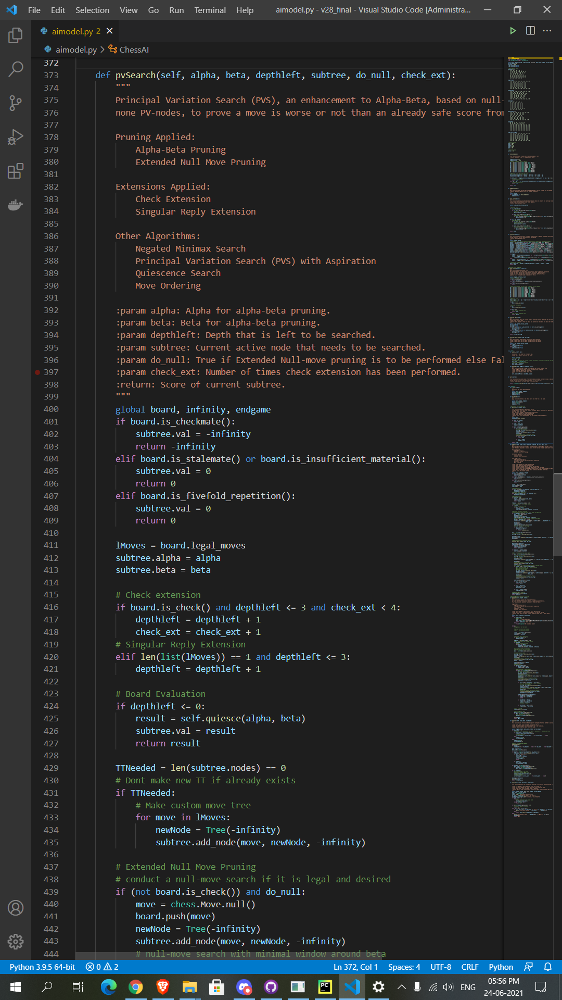 File Edit Selection View Go Run Terminal Help aimodel.py - v28_final - Visual Studio Code [Administra...
aimodel.py 2
aimodel.py > ChessAI
372
373 def pvSearch(self, alpha, beta, depthleft, subtree, do_null, check_ext):
374 """
375 Principal Variation Search (PVS), an enhancement to Alpha-Beta, based on null-
376 none PV-nodes, to prove a move is worse or not than an already safe score from
377
378 Pruning Applied:
379 Alpha-Beta Pruning
380 Extended Null Move Pruning
381
382 Extensions Applied:
383 Check Extension
384 Singular Reply Extension
385
386 Other Algorithms:
387 Negated Minimax Search
388 Principal Variation Search (PVS) with Aspiration
389 Quiescence Search
390 Move Ordering
391
392 :param alpha: Alpha for alpha-beta pruning.
393 :param beta: Beta for alpha-beta pruning.
394 :param depthleft: Depth that is left to be searched.
395 :param subtree: Current active node that needs to be searched.
396 :param do_null: True if Extended Null-move pruning is to be performed else Fal
397 :param check_ext: Number of times check extension has been performed.
398 :return: Score of current subtree.
399 """
400 global board, infinity, endgame
401 if board.is_checkmate():
402 subtree.val = -infinity
403 return -infinity
404 elif board.is_stalemate() or board.is_insufficient_material():
405 subtree.val = 0
406 return 0
407 elif board.is_fivefold_repetition():
408 subtree.val = 0
409 return 0
410
411 lMoves = board.legal_moves
412 subtree.alpha = alpha
413 subtree.beta = beta
414
415 # Check extension
416 if board.is_check() and depthleft <= 3 and check_ext < 4:
417 depthleft = depthleft + 1
418 check_ext = check_ext + 1
419 # Singular Reply Extension
420 elif len(list(lMoves)) == 1 and depthleft <= 3:
421 depthleft = depthleft + 1
422
423 # Board Evaluation
424 if depthleft <= 0:
425 result = self.quiesce(alpha, beta)
426 subtree.val = result
427 return result
428
429 TTNeeded = len(subtree.nodes) == 0
430 # Dont make new TT if already exists
431 if TTNeeded:
432 # Make custom move tree
433 for move in lMoves:
434 newNode = Tree(-infinity)
435 subtree.add_node(move, newNode, -infinity)
436
437 # Extended Null Move Pruning
438 # conduct a null-move search if it is legal and desired
439 if (not board.is_check()) and do_null:
440 move = chess.Move.null()
441 board.push(move)
442 newNode = Tree(-infinity)
443 subtree.add_node(move, newNode, -infinity)
444 # null-move search with minimal window around beta
Python 3.9.5 64-bit 0 2 Ln 372, Col 1 Spaces: 4 UTF-8 CRLF Python
PC ENG 05:56 PM
24-06-2021